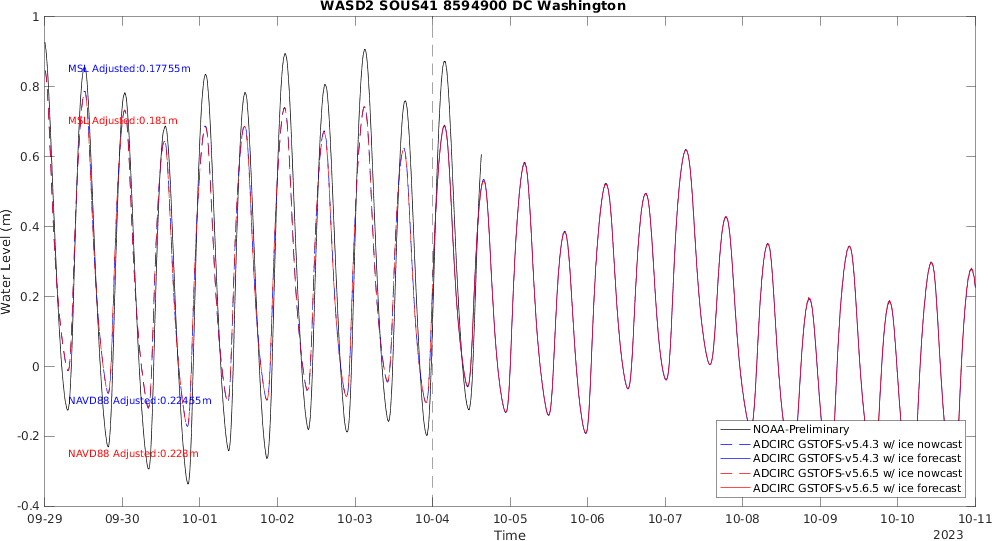 WASD2 SOUS41 8594900 DC Washington
1
0.8
0.6
0.4
0.2
0
-0.2
-0.4
Water Level (m)
MSL Adjusted:0.17755m
MSL Adjusted:0.181m
NAVD88 Adjusted:0.22455m
NAVD88 Adjusted:0.228m
NOAA-Preliminary
ADCIRC GSTOFS-v5.4.3 w/ ice nowcast
ADCIRC GSTOFS-v5.4.3 w/ ice forecast
ADCIRC GSTOFS-v5.6.5 w/ ice nowcast
ADCIRC GSTOFS-v5.6.5 w/ ice forecast
09-29 09-30 10-01 10-02 10-03 10-04 10-05 10-06 10-07 10-08 10-09 10-10 10-11
Time
2023